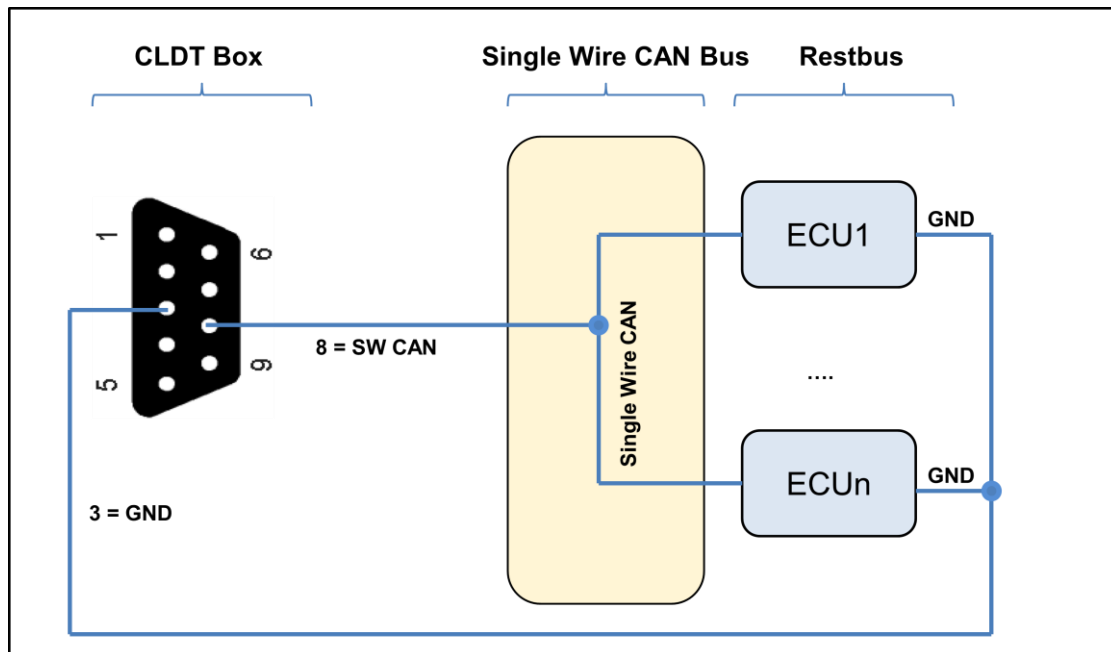 CLDT Box
Single Wire CAN Bus
Restbus
1
6
5
9
8 = SW CAN
3 = GND
Single Wire CAN
ECU1
GND
....
ECUn
GND